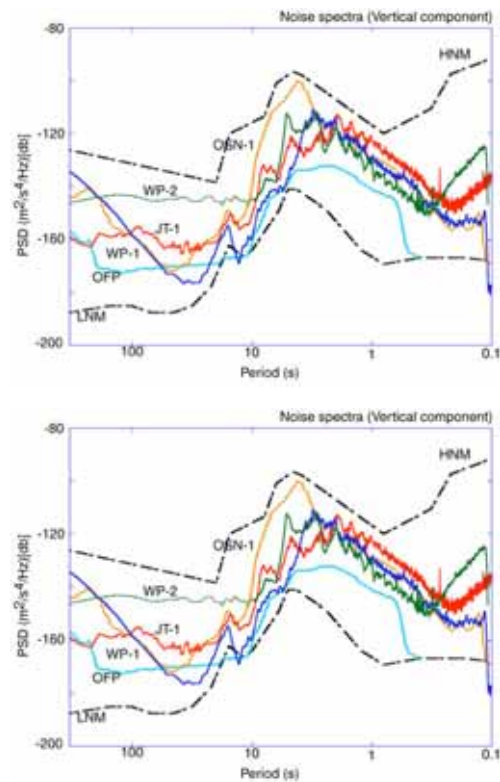 Noise spectra (Vertical component)
-80
HNM
-120
OSN-1
PSD (m2/s4/Hz)[db]
WP-2
JT-1
-160
WP-1
OFP
LNM
-200
100
10
1
0.1
Period (s)
Noise spectra (Vertical component)
-80
HNM
-120
OSN-1
PSD (m2/s4/Hz)[db]
WP-2
JT-1
-160
WP-1
OFP
LNM
-200
100
10
1
0.1
Period (s)